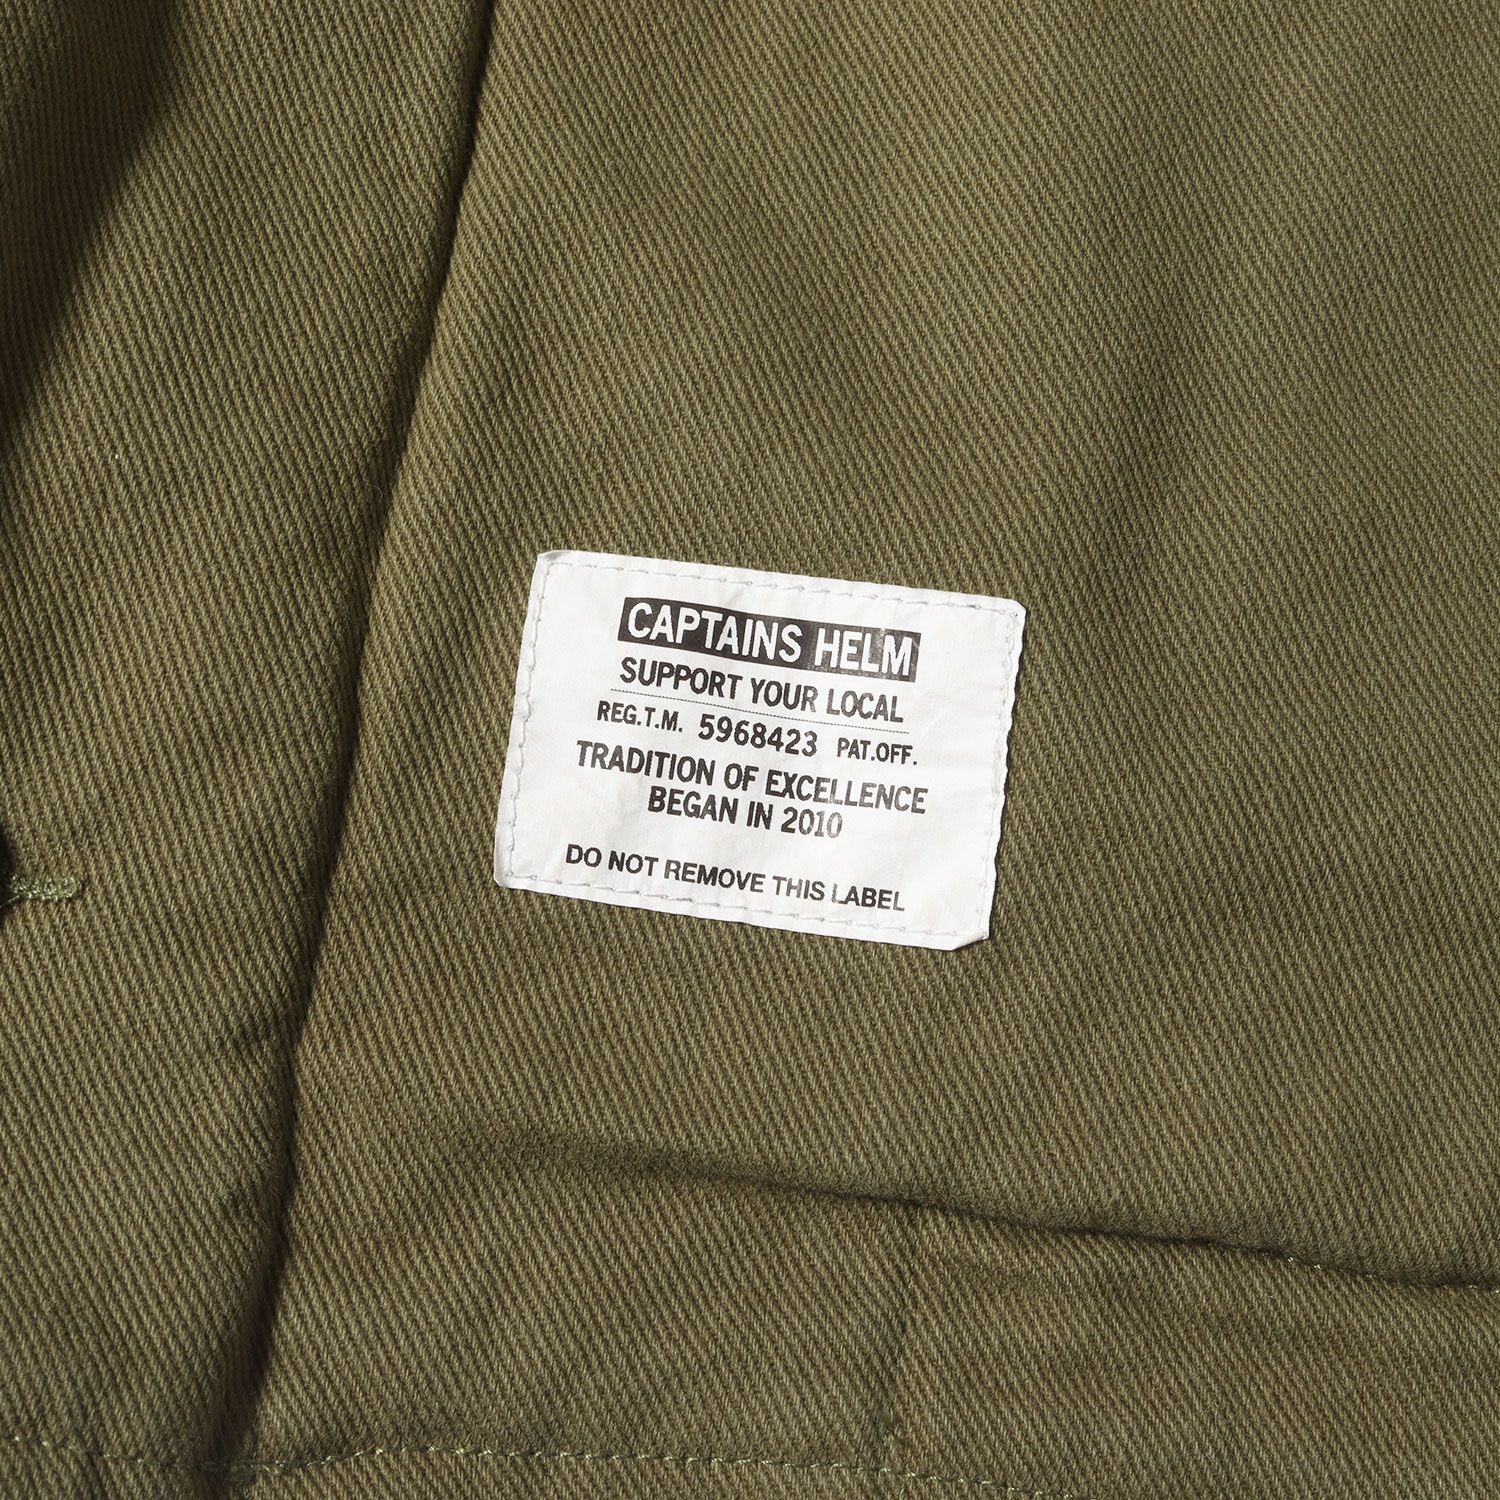 CAPTAINS HELM
SUPPORT YOUR LOCAL
REG.T.M. 5968423 PAT.OFF.
TRADITION OF EXCELLENCE
BEGAN IN 2010
DO NOT REMOVE THIS LABEL